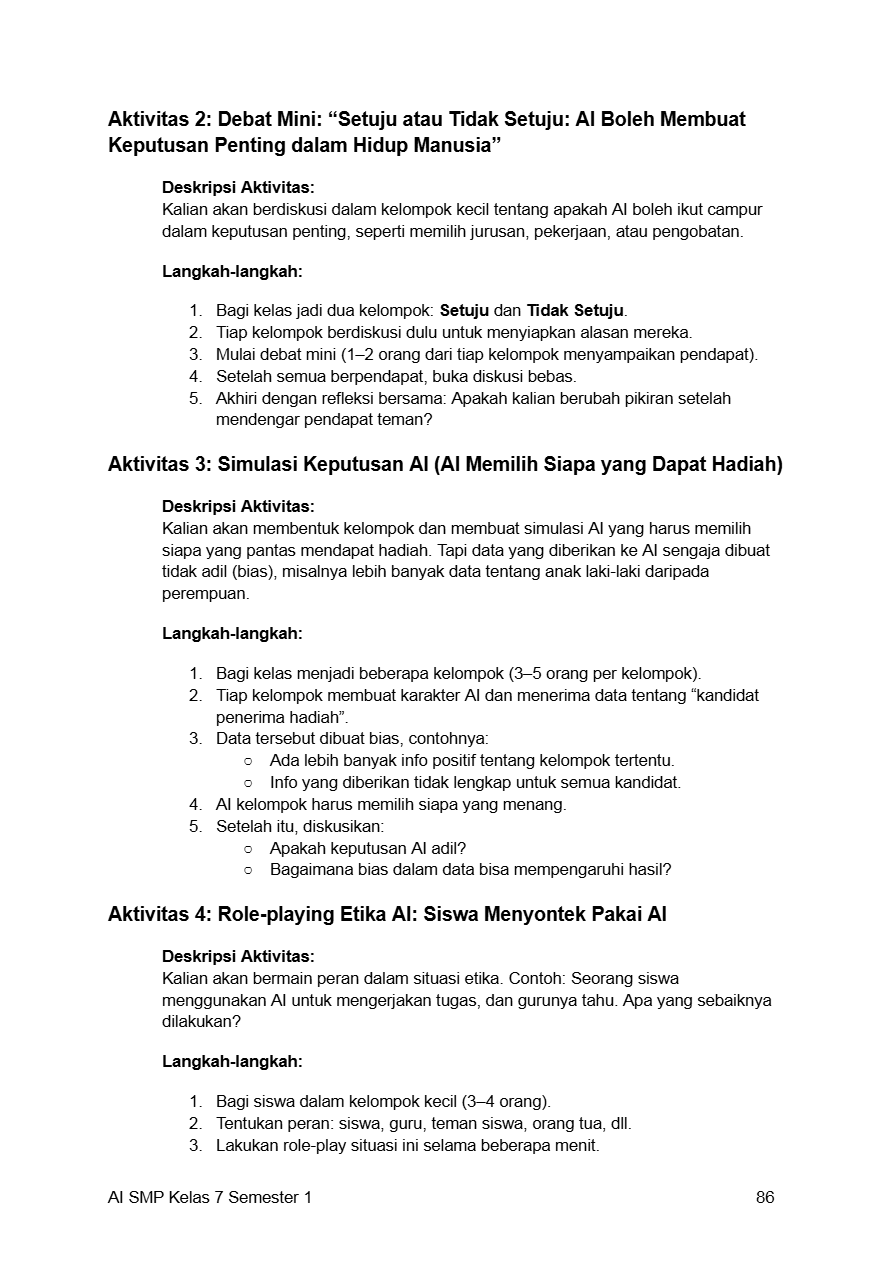 Aktivitas 2: Debat Mini: “Setuju atau Tidak Setuju: AI Boleh Membuat
Keputusan Penting dalam Hidup Manusia”
Deskripsi Aktivitas:
Kalian akan berdiskusi dalam kelompok kecil tentang apakah AI boleh ikut campur
dalam keputusan penting, seperti memilih jurusan, pekerjaan, atau pengobatan.
Langkah-langkah:
1. Bagi kelas jadi dua kelompok: Setuju dan Tidak Setuju.
2. Tiap kelompok berdiskusi dulu untuk menyiapkan alasan mereka.
3. Mulai debat mini (1–2 orang dari tiap kelompok menyampaikan pendapat).
4. Setelah semua berpendapat, buka diskusi bebas.
5. Akhiri dengan refleksi bersama: Apakah kalian berubah pikiran setelah
mendengar pendapat teman?
Aktivitas 3: Simulasi Keputusan AI (AI Memilih Siapa yang Dapat Hadiah)
Deskripsi Aktivitas:
Kalian akan membentuk kelompok dan membuat simulasi AI yang harus memilih
siapa yang pantas mendapat hadiah. Tapi data yang diberikan ke AI sengaja dibuat
tidak adil (bias), misalnya lebih banyak data tentang anak laki-laki daripada
perempuan.
Langkah-langkah:
1. Bagi kelas menjadi beberapa kelompok (3–5 orang per kelompok).
2. Tiap kelompok membuat karakter AI dan menerima data tentang “kandidat
penerima hadiah”.
3. Data tersebut dibuat bias, contohnya:
○ Ada lebih banyak info positif tentang kelompok tertentu.
○ Info yang diberikan tidak lengkap untuk semua kandidat.
4. AI kelompok harus memilih siapa yang menang.
5. Setelah itu, diskusikan:
○ Apakah keputusan AI adil?
○ Bagaimana bias dalam data bisa mempengaruhi hasil?
Aktivitas 4: Role-playing Etika AI: Siswa Menyontek Pakai AI
Deskripsi Aktivitas:
Kalian akan bermain peran dalam situasi etika. Contoh: Seorang siswa
menggunakan AI untuk mengerjakan tugas, dan gurunya tahu. Apa yang sebaiknya
dilakukan?
Langkah-langkah:
1. Bagi siswa dalam kelompok kecil (3–4 orang).
2. Tentukan peran: siswa, guru, teman siswa, orang tua, dll.
3. Lakukan role-play situasi ini selama beberapa menit.
AI SMP Kelas 7 Semester 1 86